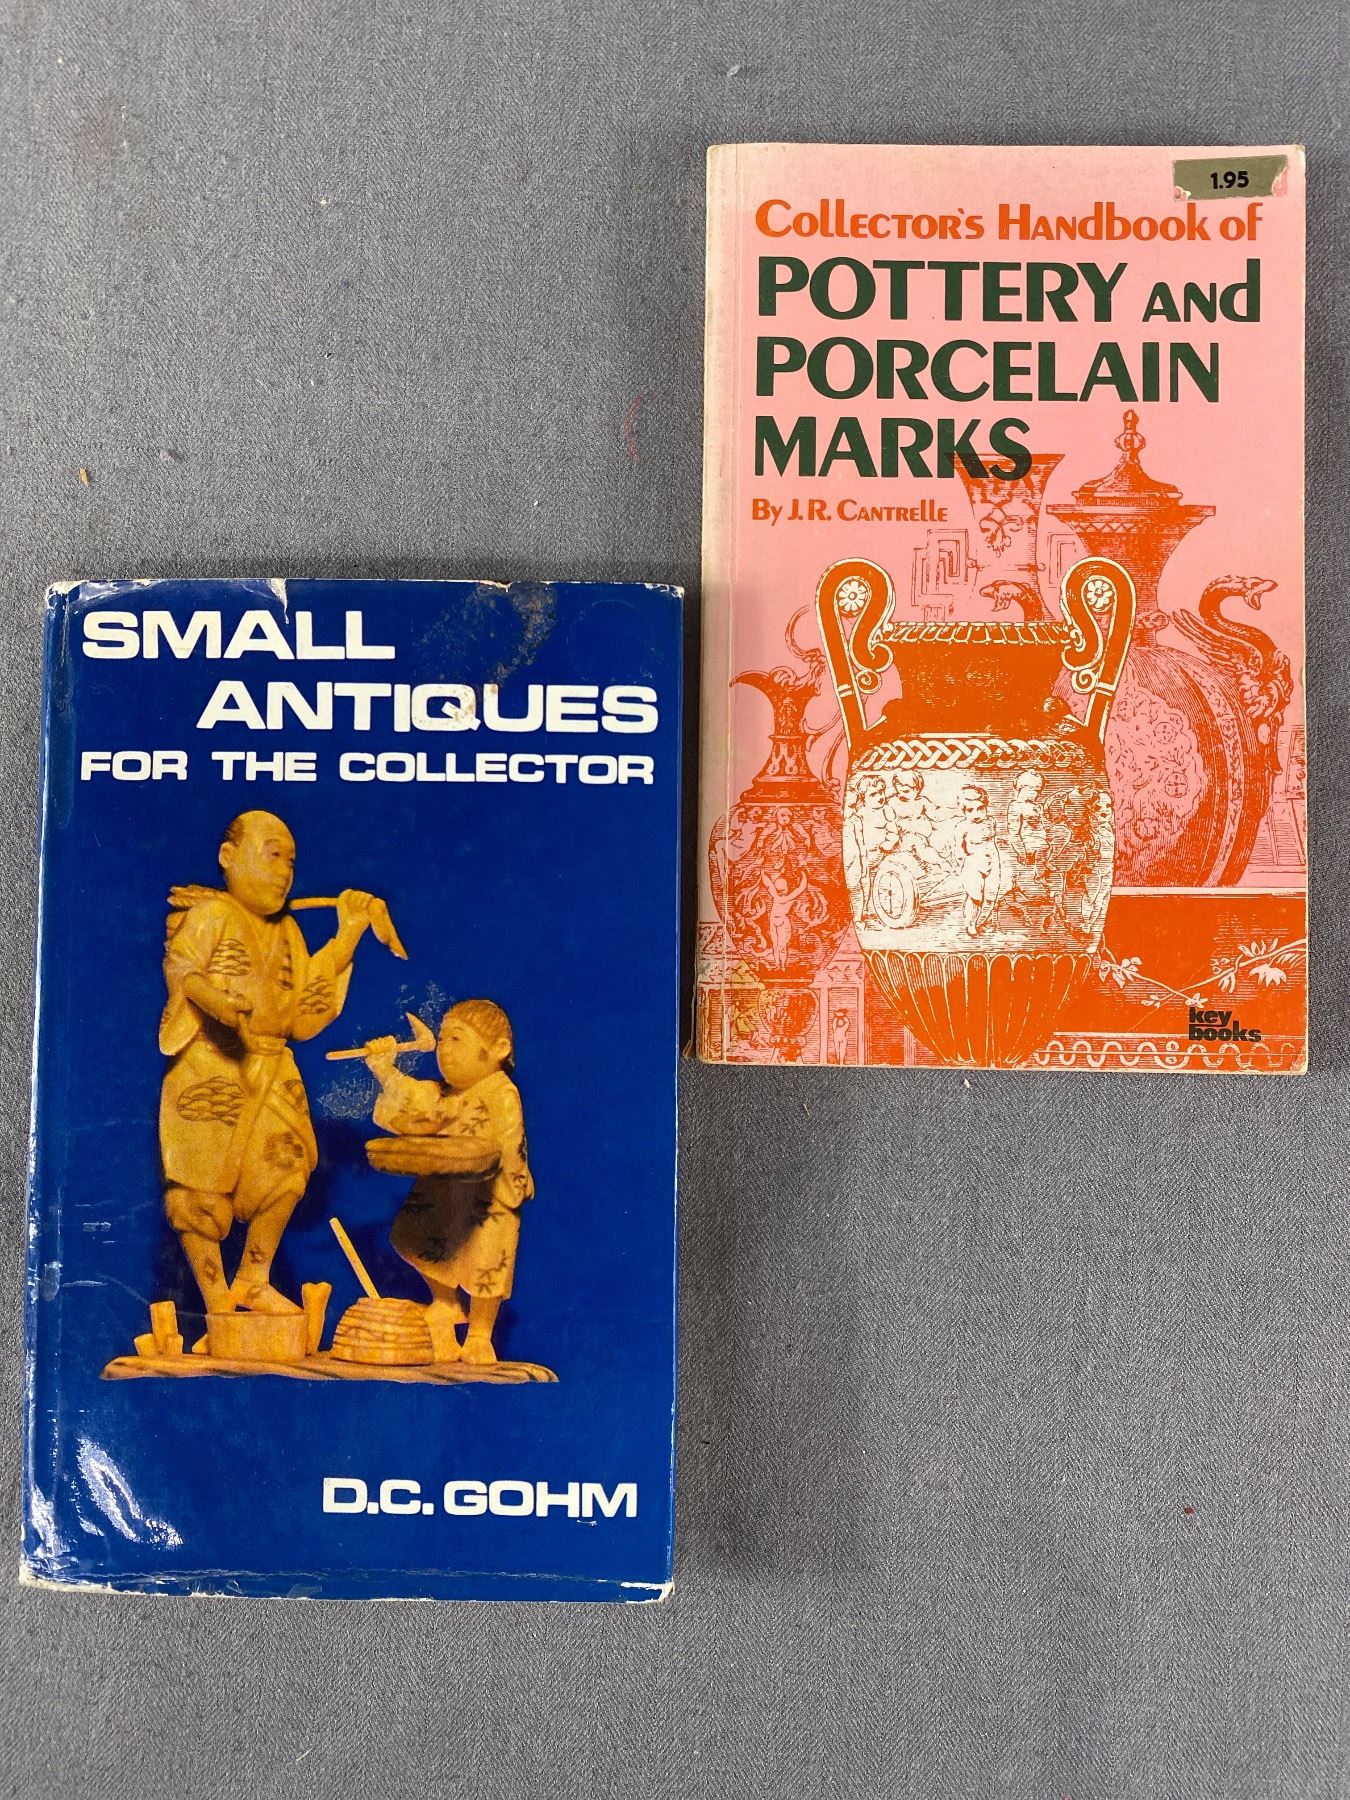 SMALL
ANTIQUES
FOR THE COLLECTOR
D.C. GOHM
1.95
Collector's Handbook of
POTTERY and
PORCELAIN
MARKS
By J. R. Cantrelle
key
books